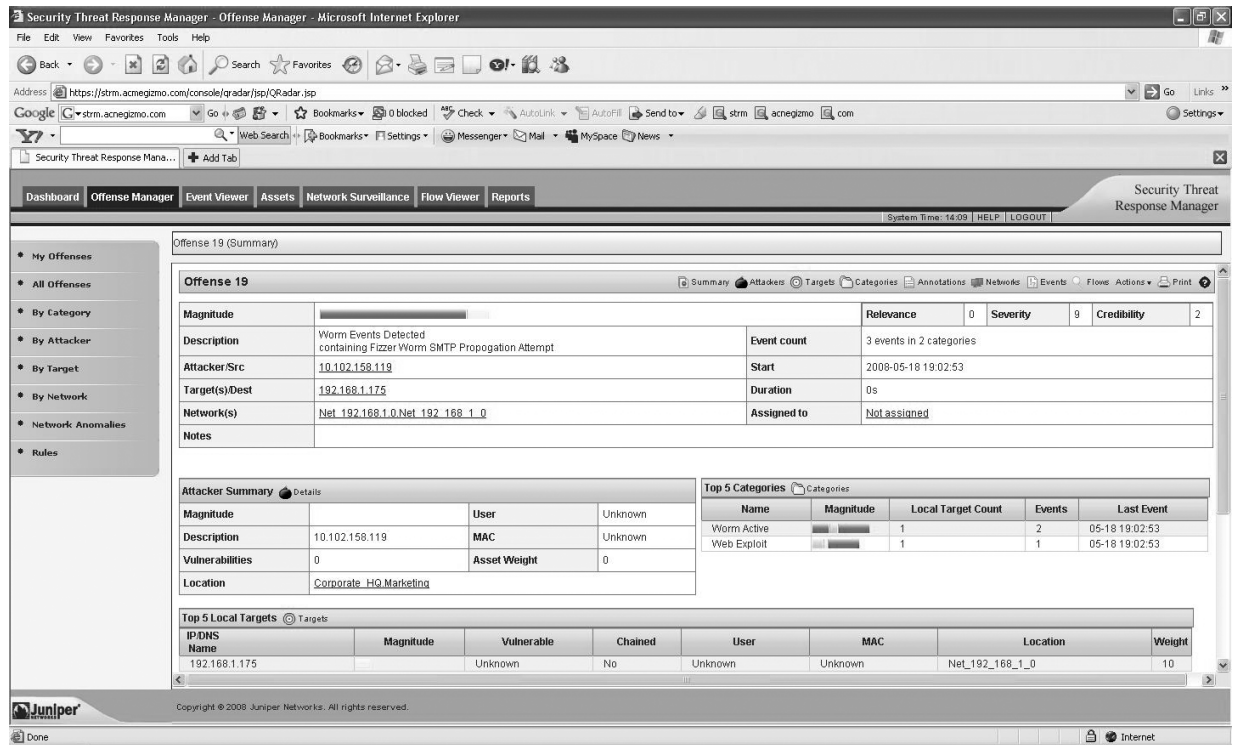 Security Threat Response Manager - Offense Manager - Microsoft Internet Explorer
File Edit View Favorites Tools Help
Back Search Favorites
Address https://strm.acmegizmo.com/console/qradar/jsp/QRadar.jsp Go Links »
Google strm.acmegizmo.com Go Bookmarks 0 blocked Check AutoLink AutoFill Send to strm acnegizmo com Settings
Y7 Web Search Bookmarks Settings Messenger Mail MySpace News
Security Threat Response Mana... Add Tab
Dashboard Offense Manager Event Viewer Assets Network Surveillance Flow Viewer Reports
Security Threat
Response Manager
System Time: 14:09 | HELP | LOGOUT |
My Offenses
All Offenses
By Category
By Attacker
By Target
By Network
Network Anomalies
Rules
Offense 19 (Summary)
Offense 19 Summary Attackers Targets Categories Annotations Networks Events Flows Actions Print
Magnitude Relevance 0 Severity 9 Credibility 2
Description Worm Events Detected
containing Fizzer Worm SMTP Propogation Attempt Event count 3 events in 2 categories
Attacker/Src 10.102.158.119 Start 2008-05-18 19:02:53
Target(s)/Dest 192.168.1.175 Duration 0s
Network(s) Net_192.168.1.0.Net_192_168_1_0 Assigned to Not assigned
Notes
Attacker Summary Details
Magnitude User Unknown
Description 10.102.158.119 MAC Unknown
Vulnerabilities 0 Asset Weight 0
Location Corporate_HQ.Marketing
Top 5 Categories Categories
Name Magnitude Local Target Count Events Last Event
Worm Active 1 2 05-18 19:02:53
Web Exploit 1 1 05-18 19:02:53
Top 5 Local Targets Targets
IP/DNS
Name Magnitude Vulnerable Chained User MAC Location Weight
192.168.1.175 Unknown No Unknown Unknown Net_192_168_1_0 10
Juniper
NETWORKS
Copyright © 2008 Juniper Networks. All rights reserved.
Done Internet